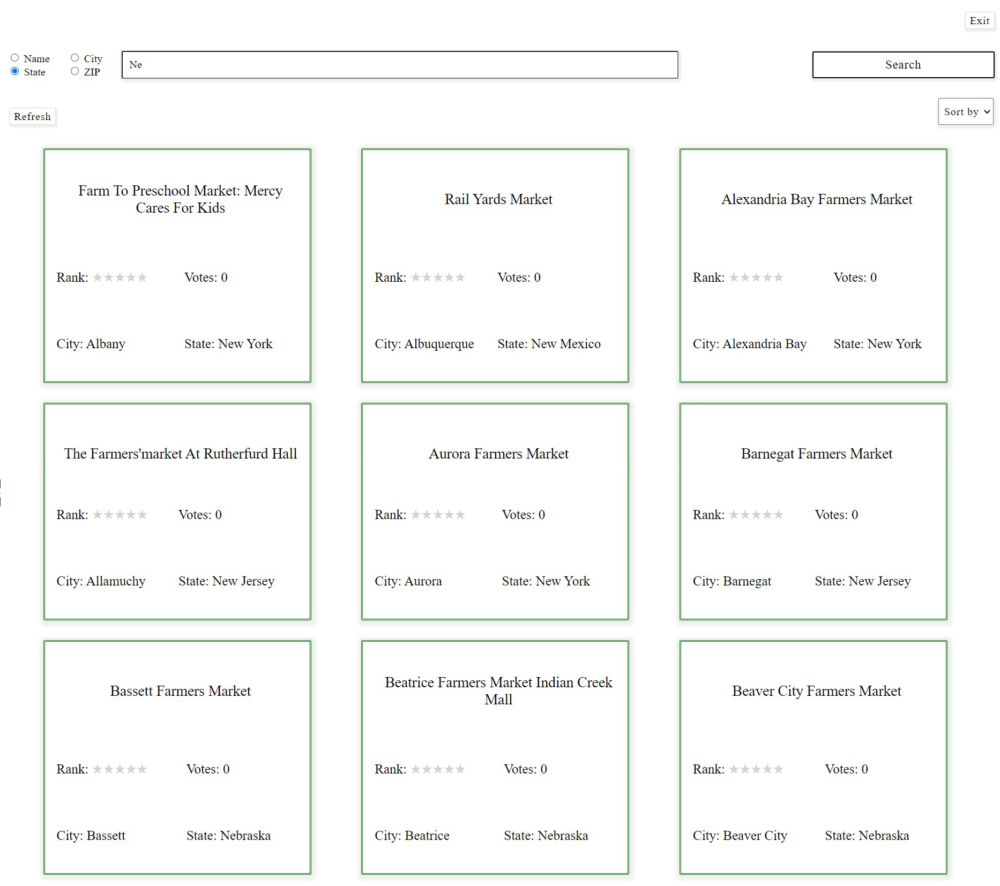 Exit
Name
City
State
ZIP
Ne
Search
Refresh
Sort by
Farm To Preschool Market: Mercy
Cares For Kids
Rank: ★★★★★
Votes: 0
City: Albany
State: New York
Rail Yards Market
Rank: ★★★★★
Votes: 0
City: Albuquerque
State: New Mexico
Alexandria Bay Farmers Market
Rank: ★★★★★
Votes: 0
City: Alexandria Bay
State: New York
The Farmers'market At Rutherfurd Hall
Rank: ★★★★★
Votes: 0
City: Allamuchy
State: New Jersey
Aurora Farmers Market
Rank: ★★★★★
Votes: 0
City: Aurora
State: New York
Barnegat Farmers Market
Rank: ★★★★★
Votes: 0
City: Barnegat
State: New Jersey
Bassett Farmers Market
Rank: ★★★★★
Votes: 0
City: Bassett
State: Nebraska
Beatrice Farmers Market Indian Creek
Mall
Rank: ★★★★★
Votes: 0
City: Beatrice
State: Nebraska
Beaver City Farmers Market
Rank: ★★★★★
Votes: 0
City: Beaver City
State: Nebraska